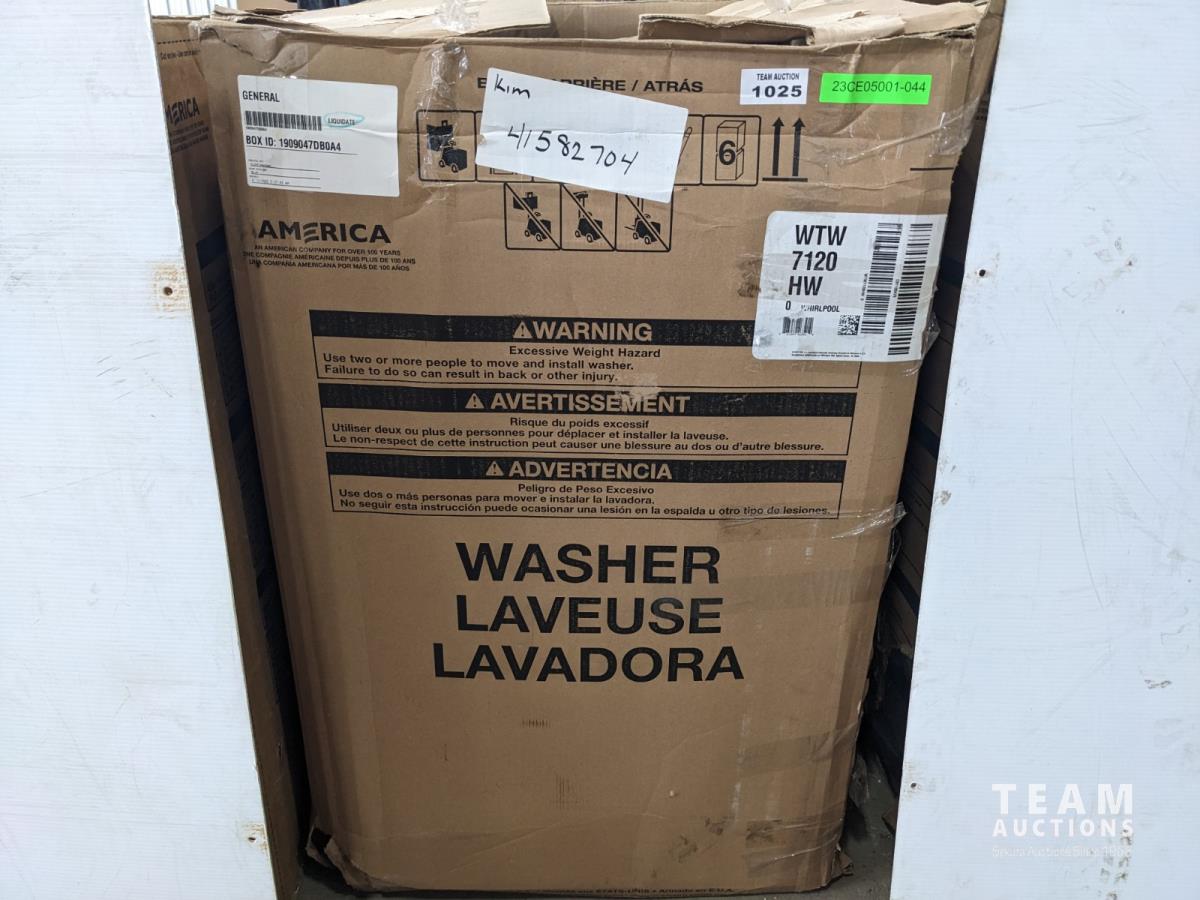 GENERAL
LIQUIDATE
BOX ID: 1909047DB0A4
ARRIÈRE / ATRÁS
Kim
41582704
TEAM AUCTION
1025
23CE05001-044
6
AMERICA
AN AMERICAN COMPANY FOR OVER 100 YEARS
UNE COMPAGNIE AMÉRICAINE DEPUIS PLUS DE 100 ANS
UNA COMPAÑÍA AMERICANA POR MÁS DE 100 AÑOS
WTW
7120
HW
0 WHIRLPOOL
WARNING
Excessive Weight Hazard
Use two or more people to move and install washer.
Failure to do so can result in back or other injury.
AVERTISSEMENT
Risque du poids excessif
Utiliser deux ou plus de personnes pour déplacer et installer la laveuse.
Le non-respect de cette instruction peut causer une blessure au dos ou d'autre blessure.
ADVERTENCIA
Peligro de Peso Excesivo
Use dos o más personas para mover e instalar la lavadora.
No seguir esta instrucción puede ocasionar una lesión en la espalda u otro tipo de lesiones.
WASHER
LAVEUSE
LAVADORA
TEAM
AUCTIONS